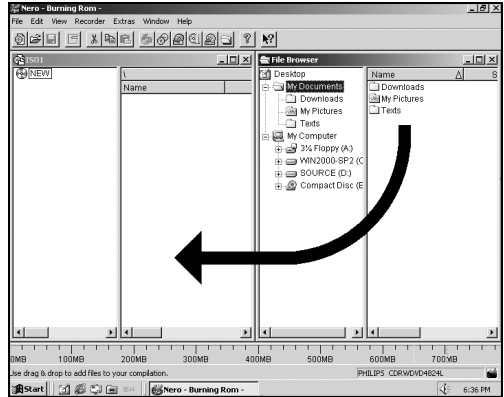 Nero - Burning Rom -
File Edit View Recorder Extras Window Help
ISO1
NEW
\
Name
File Browser
Desktop
My Documents
Downloads
My Pictures
Texts
My Computer
3½ Floppy (A:)
WIN2000-SP2 (C
SOURCE (D:)
Compact Disc (E
Name S
Downloads
My Pictures
Texts
0MB 100MB 200MB 300MB 400MB 500MB 600MB 700MB
Use drag & drop to add files to your compilation.
PHILIPS CDRWDVD4824L
Start
Nero - Burning Rom -
6:36 PM